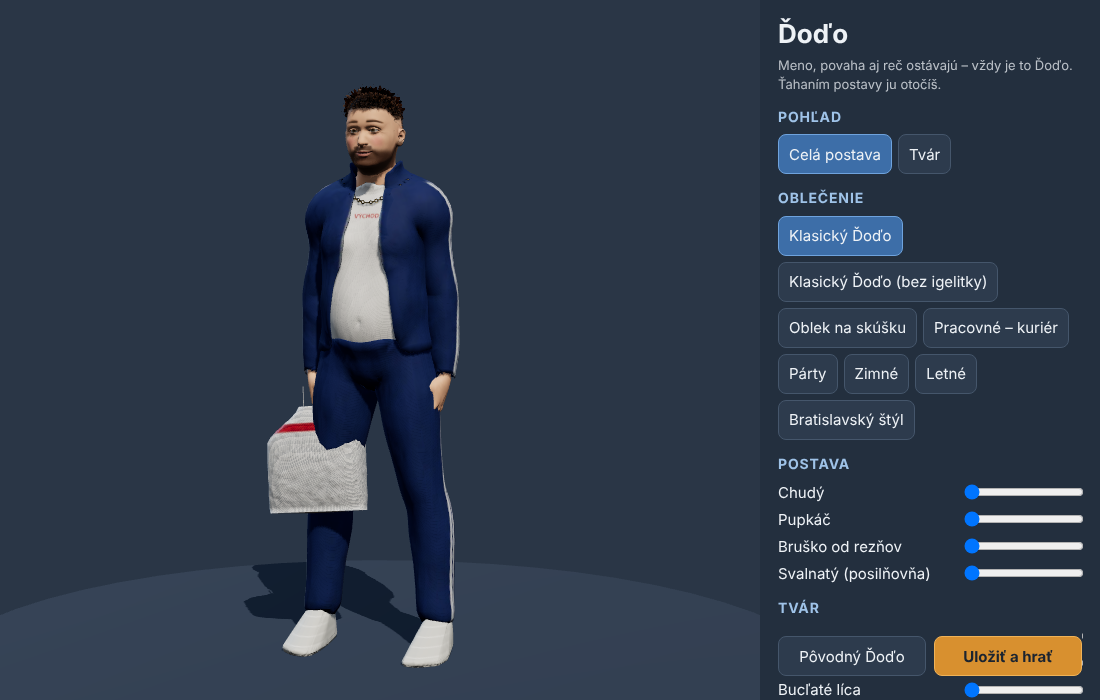 Ďoďo
Meno, povaha aj reč ostávajú – vždy je to Ďoďo.
Ťahaním postavy ju otočíš.
POHĽAD
Celá postava
Tvár
OBLEČENIE
Klasický Ďoďo
Klasický Ďoďo (bez igelitky)
Oblek na skúšku
Pracovné – kuriér
Párty
Zimné
Letné
Bratislavský štýl
POSTAVA
Chudý
Pupkáč
Bruško od rezňov
Svalnatý (posilňovňa)
TVÁR
Pôvodný Ďoďo
Uložiť a hrať
Bucľaté líca
VÝCHOD